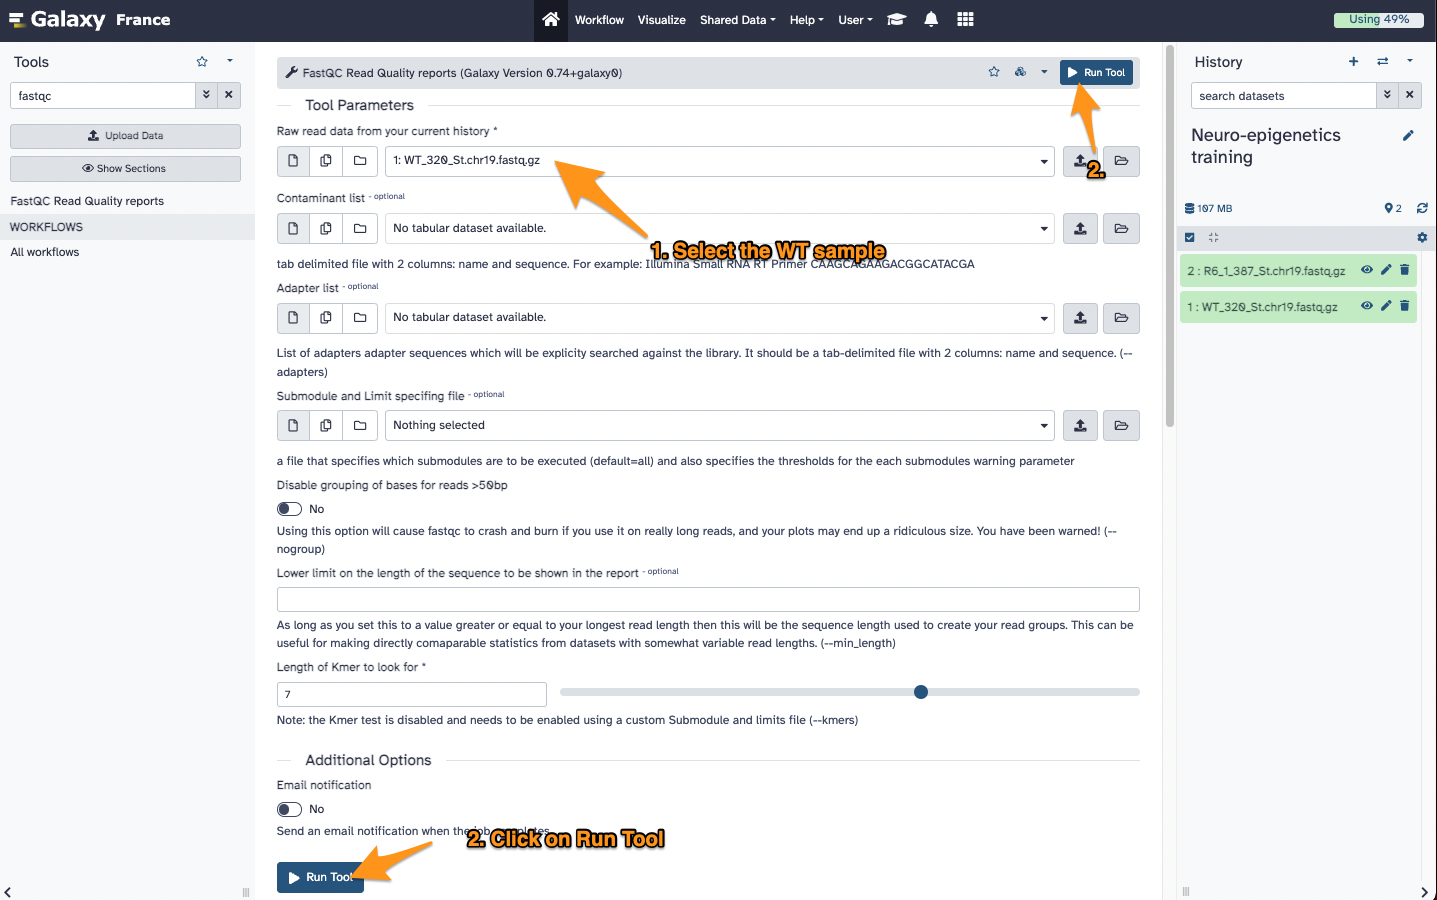 Galaxy France
Workflow
Visualize
Shared Data
Help
User
Using 49%
Tools
fastqc
Upload Data
Show Sections
FastQC Read Quality reports
WORKFLOWS
All workflows
FastQC Read Quality reports (Galaxy Version 0.74+galaxy0)
Run Tool
Tool Parameters
Raw read data from your current history *
1: WT_320_St.chr19.fastq.gz
2.
Contaminant list - optional
No tabular dataset available.
1. Select the WT sample
tab delimited file with 2 columns: name and sequence. For example: Illumina Small RNA RT Primer CAAGCAGAAGACGGCATACGA
Adapter list - optional
No tabular dataset available.
List of adapters adapter sequences which will be explicity searched against the library. It should be a tab-delimited file with 2 columns: name and sequence. (--
adapters)
Submodule and Limit specifing file - optional
Nothing selected
a file that specifies which submodules are to be executed (default=all) and also specifies the thresholds for the each submodules warning parameter
Disable grouping of bases for reads >50bp
No
Using this option will cause fastqc to crash and burn if you use it on really long reads, and your plots may end up a ridiculous size. You have been warned! (--
nogroup)
Lower limit on the length of the sequence to be shown in the report - optional
As long as you set this to a value greater or equal to your longest read length then this will be the sequence length used to create your read groups. This can be
useful for making directly comaparable statistics from datasets with somewhat variable read lengths. (--min_length)
Length of Kmer to look for *
7
Note: the Kmer test is disabled and needs to be enabled using a custom Submodule and limits file (--kmers)
Additional Options
Email notification
No
Send an email notification when the job completes.
2. Click on Run Tool
Run Tool
History
search datasets
Neuro-epigenetics
training
107 MB
2
2 : R6_1_387_St.chr19.fastq.gz
1 : WT_320_St.chr19.fastq.gz